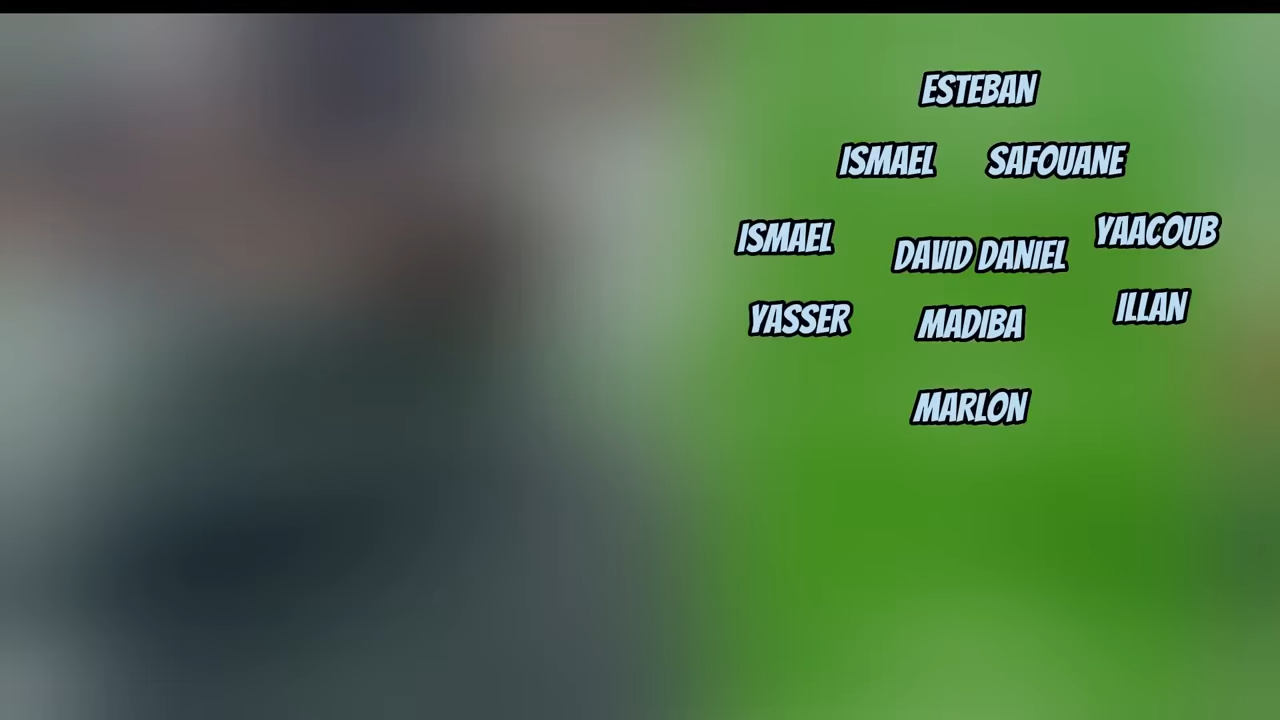 ESTEBAN
ISMAEL SAFOUANE
ISMAEL DAVID DANIEL YAACOUB
YASSER MADIBA ILLAN
MARLON